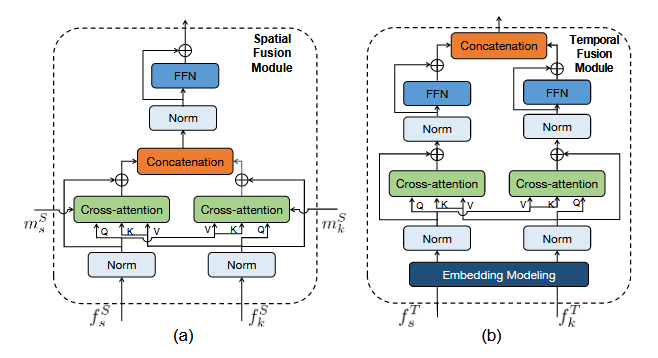 Spatial
Fusion
Module
FFN
Norm
Concatenation
Cross-attention
Cross-attention
Q
K
V
V
K
Q
Norm
Norm
m_s^S
m_k^S
f_s^S
f_k^S
(a)
Temporal
Fusion
Module
Concatenation
FFN
FFN
Norm
Norm
Cross-attention
Cross-attention
Q
K
V
V
K
Q
Norm
Norm
Embedding Modeling
f_s^T
f_k^T
(b)